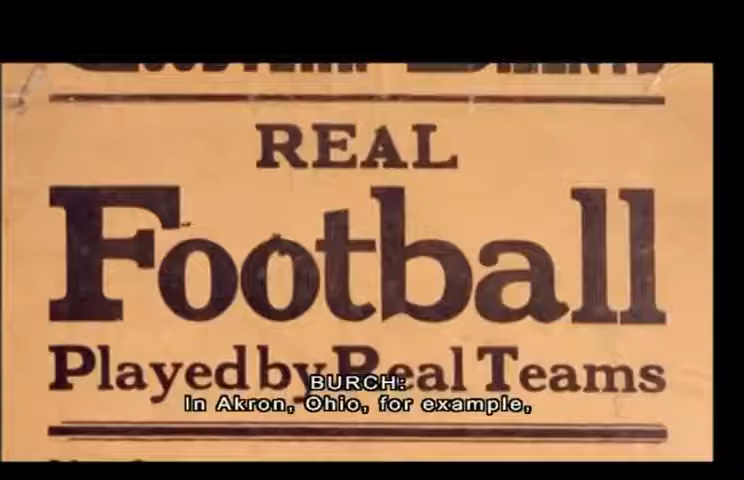 REAL
Football
Played by Real Teams
BURCH:
In Akron, Ohio, for example,